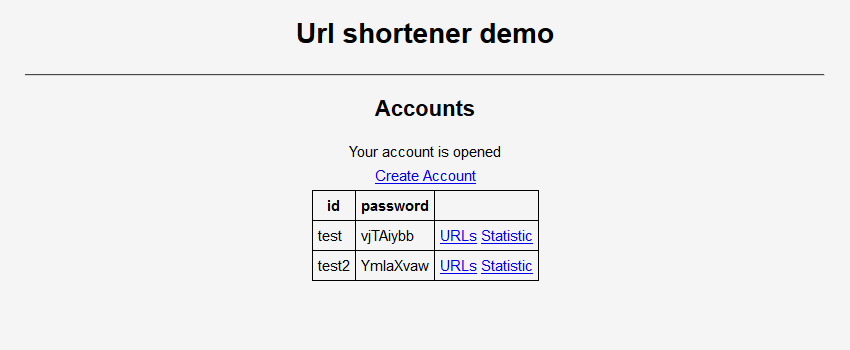 Url shortener demo
Accounts
Your account is opened
Create Account
id password
test vjTAiybb URLs Statistic
test2 YmlaXvaw URLs Statistic